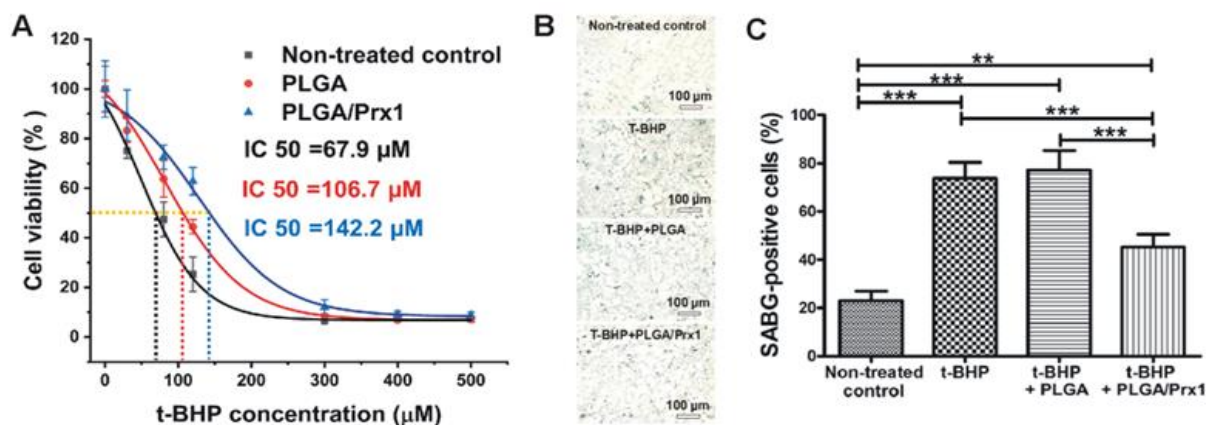 A
Cell viability (% )
120
100
80
60
40
20
0
0
100
200
300
400
500
t-BHP concentration (μM)
Non-treated control
PLGA
PLGA/Prx1
IC 50 =67.9 μM
IC 50 =106.7 μM
IC 50 =142.2 μM
B
Non-treated control
100 μm
T-BHP
100 μm
T-BHP+PLGA
100 μm
T-BHP+PLGA/Prx1
100 μm
C
SABG-positive cells (%)
100
80
60
40
20
0
**
***
***
***
***
Non-treated
control
t-BHP
t-BHP
+ PLGA
t-BHP
+ PLGA/Prx1